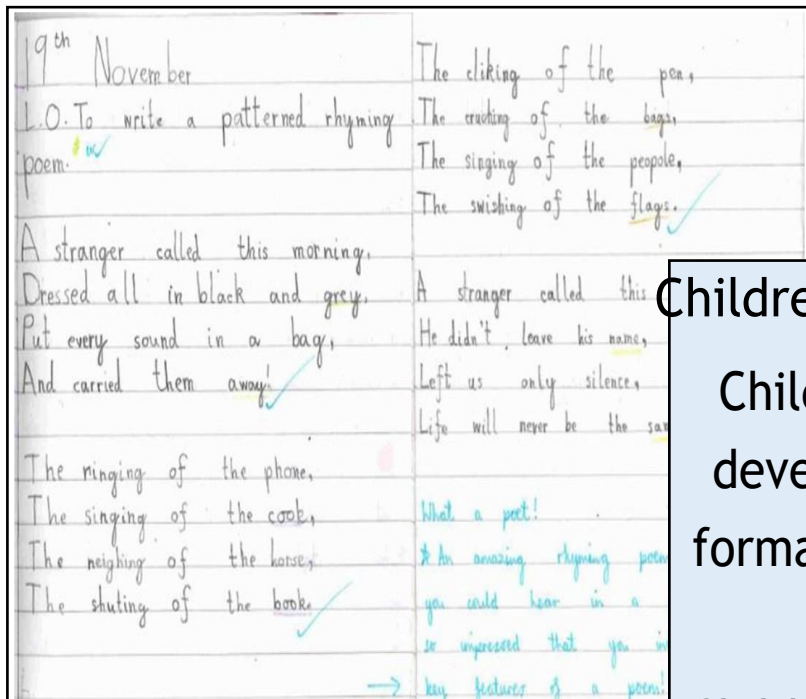 19th November
L.O. To write a patterned rhyming
poem.
A stranger called this morning,
Dressed all in black and grey,
Put every sound in a bag,
And carried them away!
The ringing of the phone,
The singing of the cook,
The neighing of the horse,
The shuting of the book.
The cliking of the pen,
The cruching of the bags,
The singing of the peopole,
The swishing of the flags.
A stranger called this
He didn't leave his name,
Left us only silence,
Life will never be the
What a poet!
* An amazing rhyming poem
you could hear in a
so impressed that you
→ key features of a poem!
Childre
Chil
deve
forma